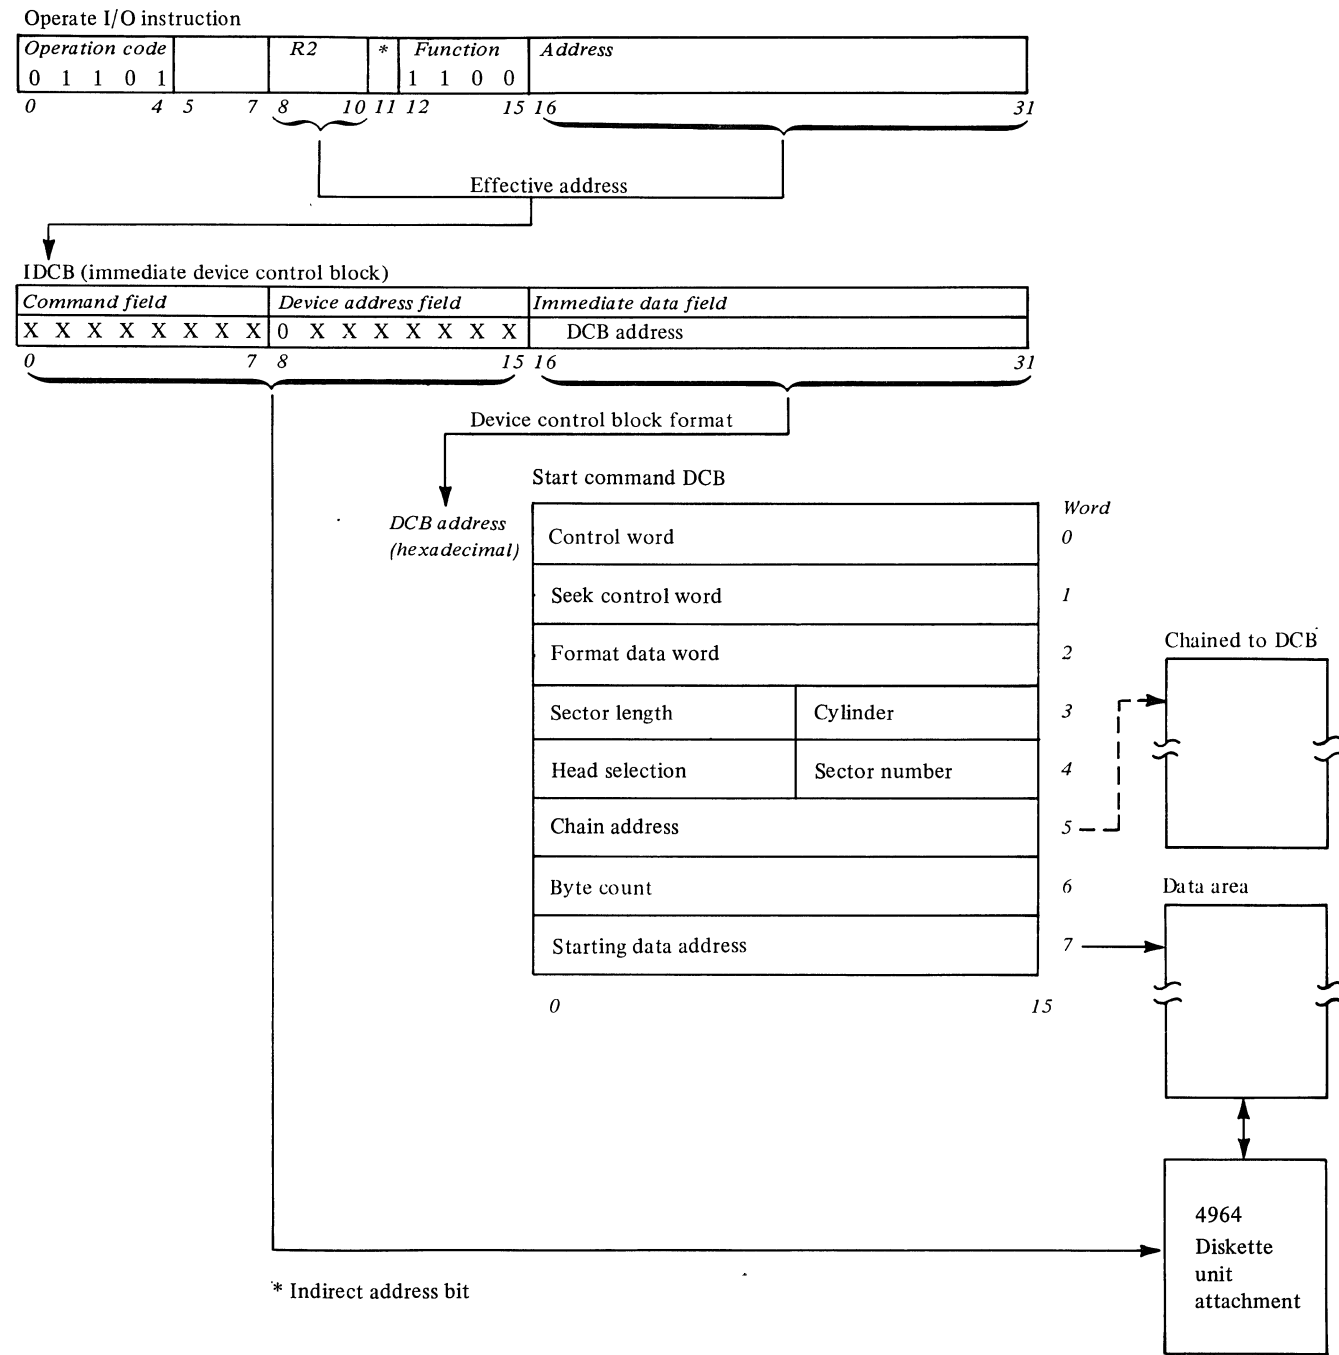 Operate I/O instruction
Operation code R2 * Function Address
0 1 1 0 1 1 1 0 0
0 4 5 7 8 10 11 12 15 16 31
Effective address
IDCB (immediate device control block)
Command field Device address field Immediate data field
X X X X X X X X 0 X X X X X X X DCB address
0 7 8 15 16 31
Device control block format
Start command DCB
DCB address
(hexadecimal)
Word
Control word 0
Seek control word 1
Format data word 2
Chained to DCB
Sector length Cylinder 3
Head selection Sector number 4
Chain address 5
Byte count 6
Data area
Starting data address 7
0 15
4964
Diskette
unit
attachment
* Indirect address bit